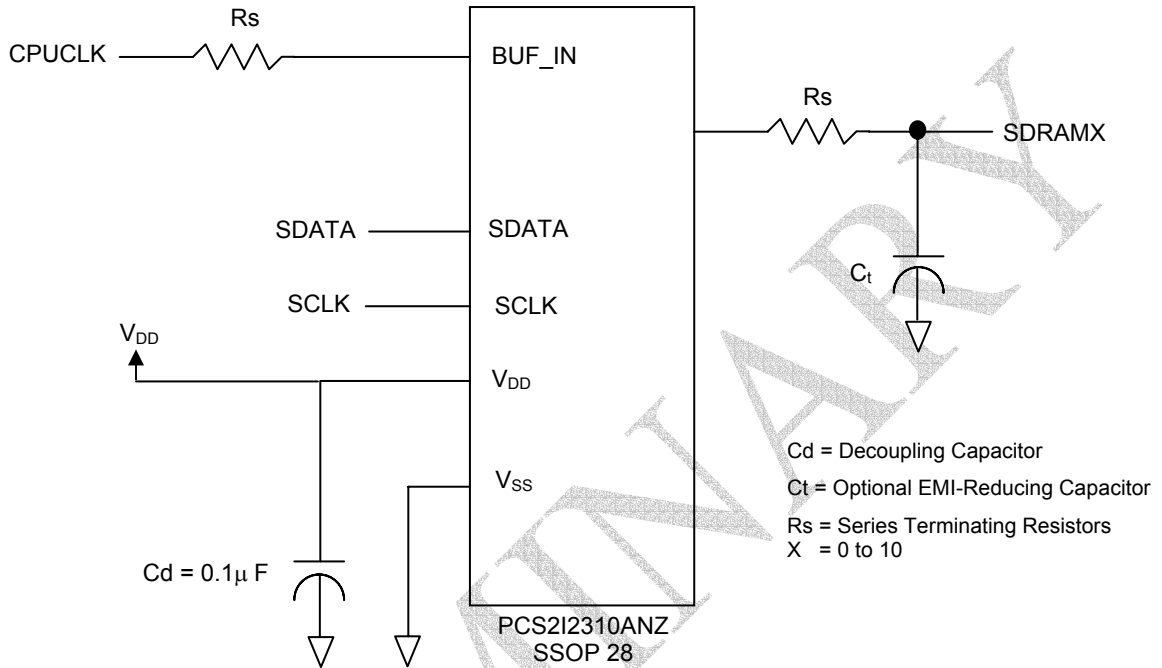 Rs
CPUCLK
BUF_IN
Rs
SDRAMX
SDATA
SDATA
Ct
SCLK
SCLK
VDD
VDD
Cd = Decoupling Capacitor
Ct = Optional EMI-Reducing Capacitor
VSS
Rs = Series Terminating Resistors
X = 0 to 10
Cd = 0.1μ F
PCS2I2310ANZ
SSOP 28
MINARY